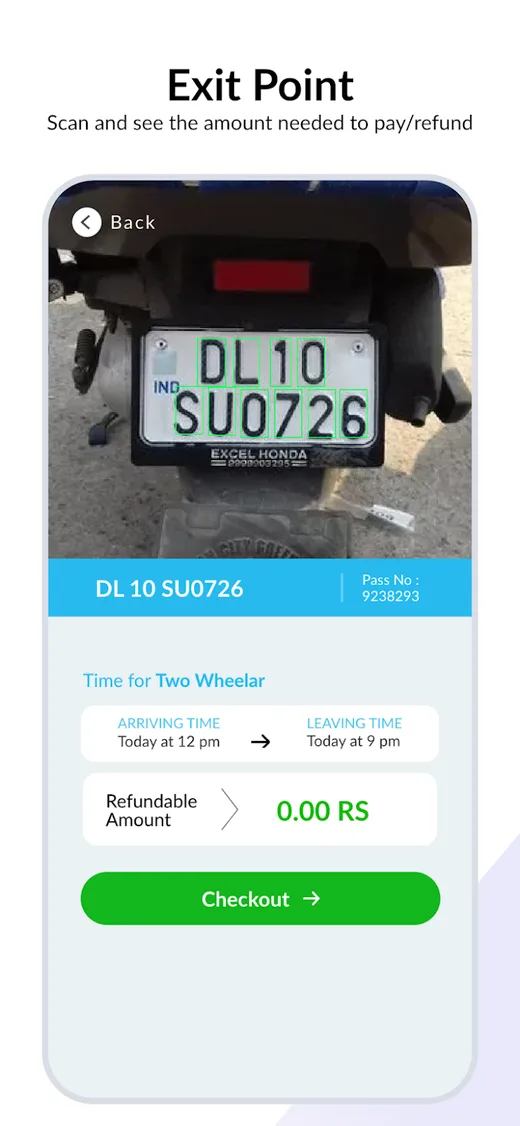 Exit Point
Scan and see the amount needed to pay/refund
Back
DL 10
IND
SU0726
EXCEL HONDA
9999903295
DL 10 SU0726
Pass No :
9238293
Time for Two Wheelar
ARRIVING TIME
Today at 12 pm
LEAVING TIME
Today at 9 pm
Refundable
Amount
0.00 RS
Checkout